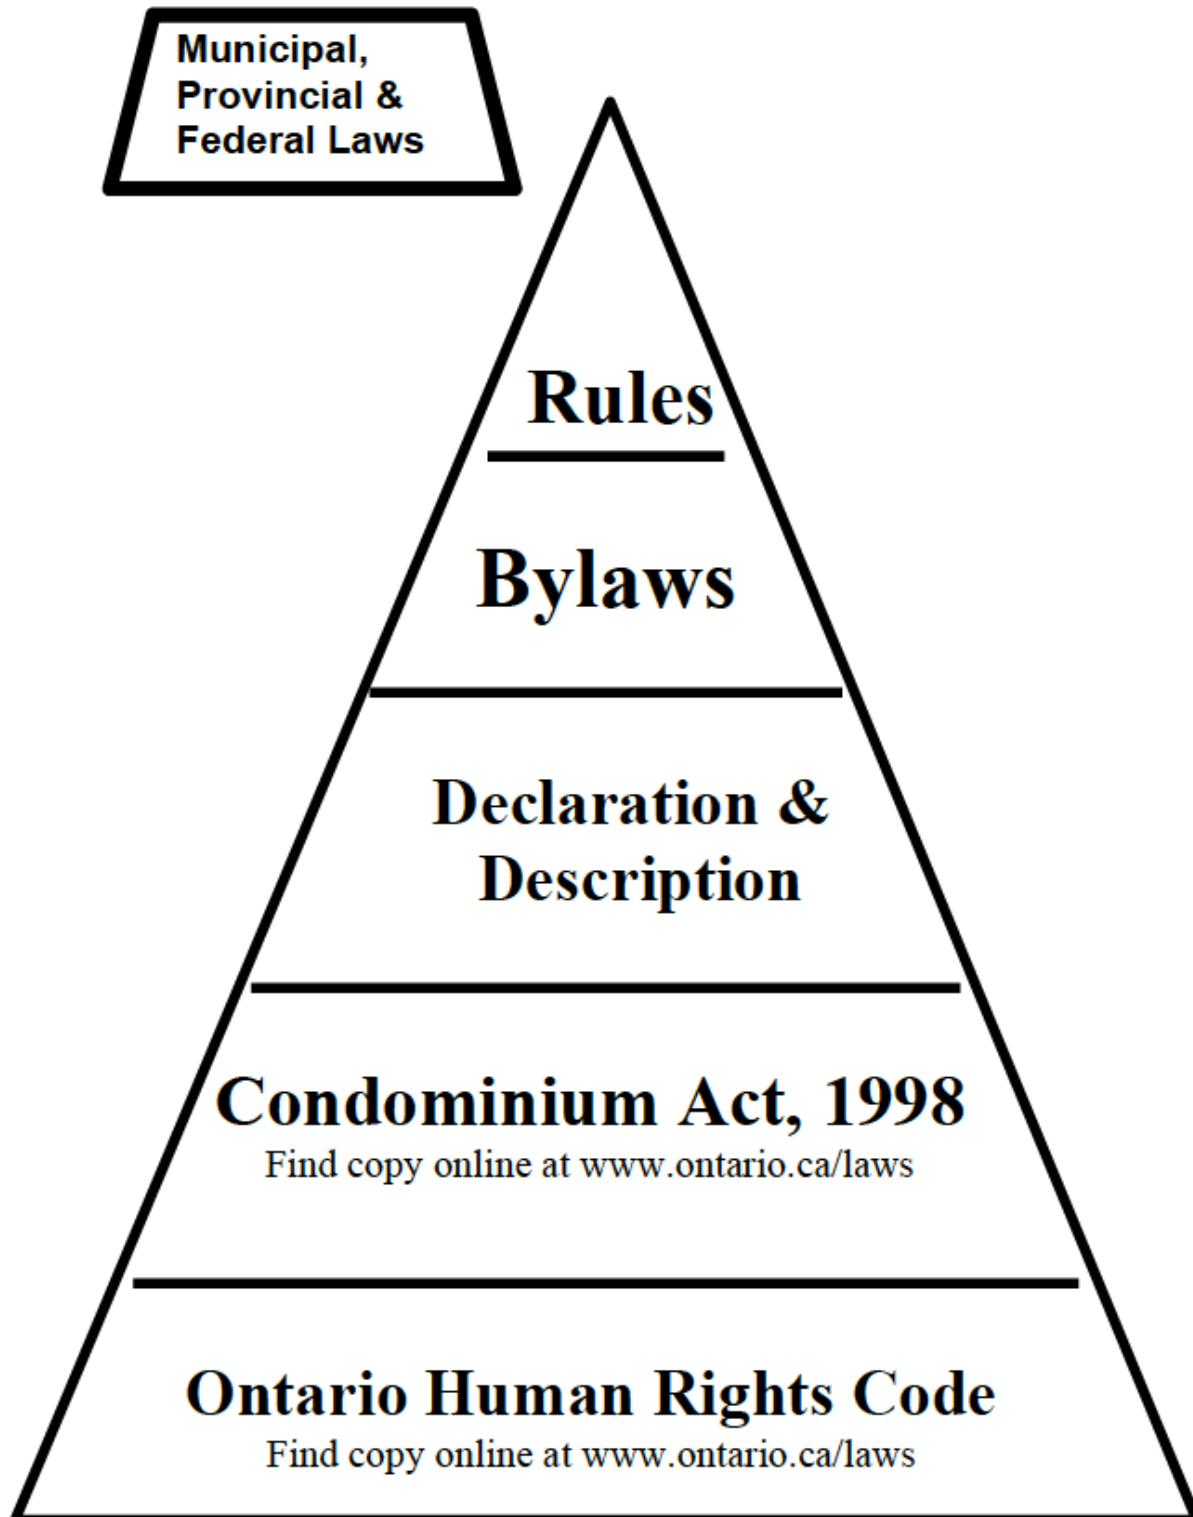 Municipal,
Provincial &
Federal Laws
Rules
Bylaws
Declaration &
Description
Condominium Act, 1998
Find copy online at www.ontario.ca/laws
Ontario Human Rights Code
Find copy online at www.ontario.ca/laws